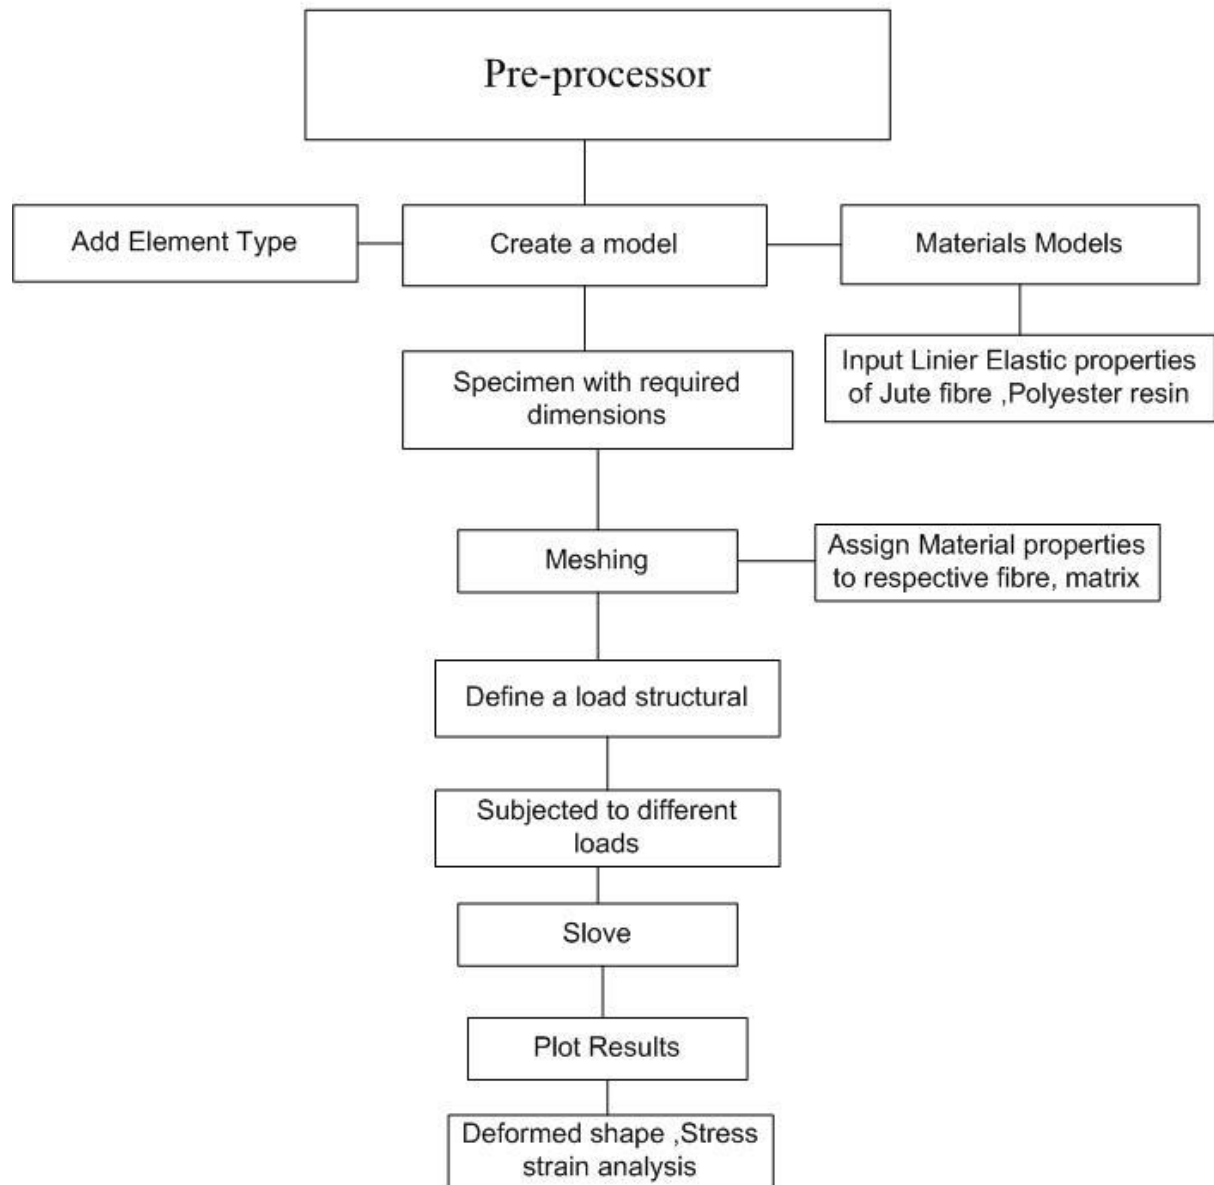 Pre-processor
Add Element Type
Create a model
Materials Models
Input Linier Elastic properties
of Jute fibre ,Polyester resin
Specimen with required
dimensions
Meshing
Assign Material properties
to respective fibre, matrix
Define a load structural
Subjected to different
loads
Slove
Plot Results
Deformed shape ,Stress
strain analysis